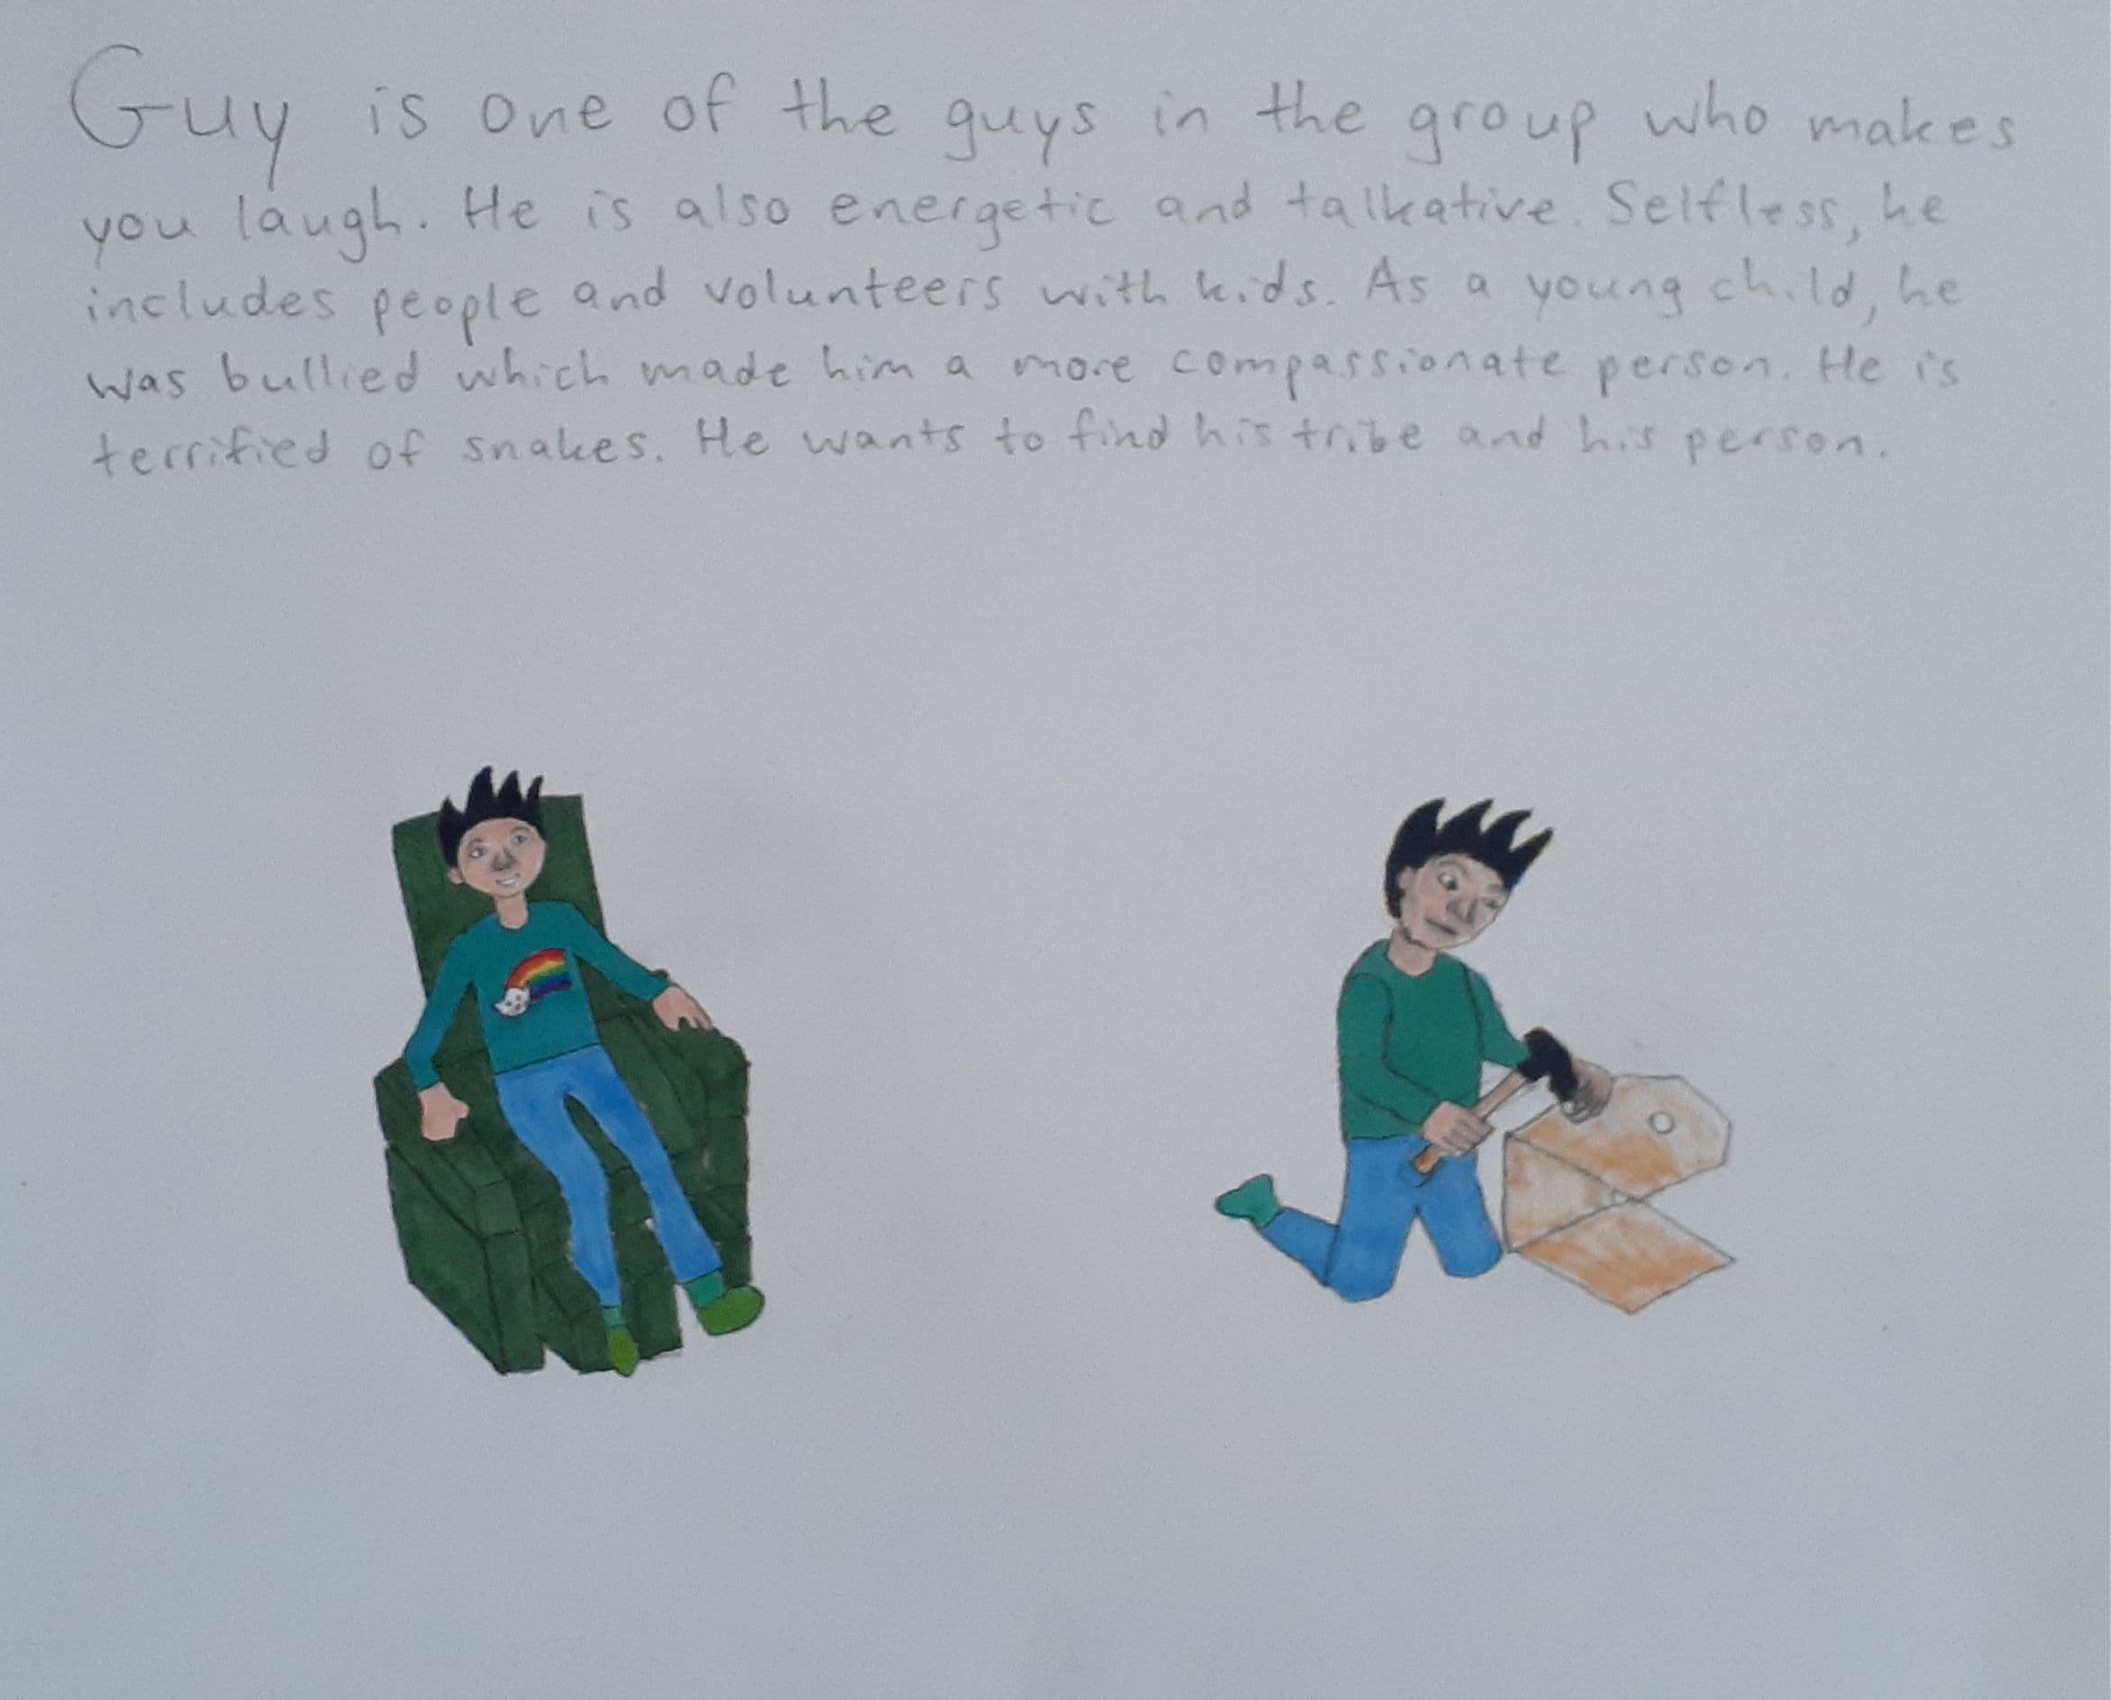 Guy is one of the guys in the group who makes
you laugh. He is also energetic and talkative. Selfless, he
includes people and volunteers with kids. As a young child, he
was bullied which made him a more compassionate person. He is
terrified of snakes. He wants to find his tribe and his person.